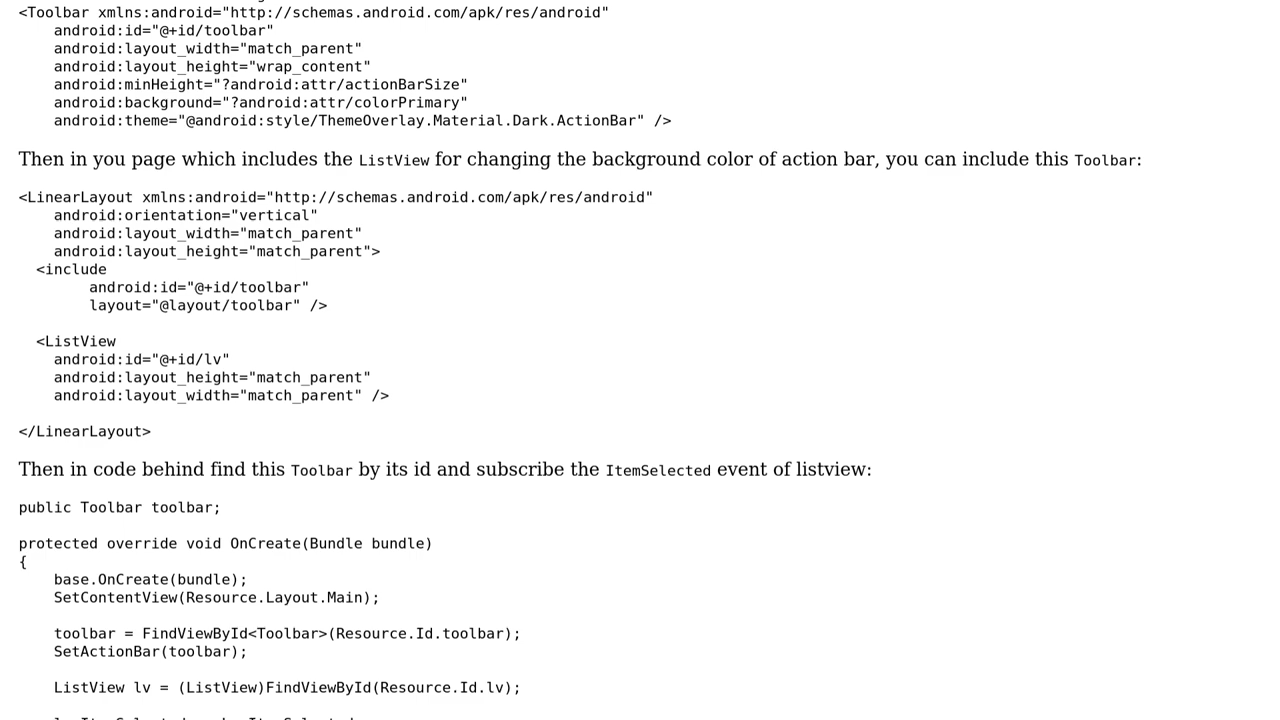 <Toolbar xmlns:android="http://schemas.android.com/apk/res/android"
    android:id="@+id/toolbar"
    android:layout_width="match_parent"
    android:layout_height="wrap_content"
    android:minHeight="?android:attr/actionBarSize"
    android:background="?android:attr/colorPrimary"
    android:theme="@android:style/ThemeOverlay.Material.Dark.ActionBar" />
Then in you page which includes the ListView for changing the background color of action bar, you can include this Toolbar:
<LinearLayout xmlns:android="http://schemas.android.com/apk/res/android"
    android:orientation="vertical"
    android:layout_width="match_parent"
    android:layout_height="match_parent">
  <include
        android:id="@+id/toolbar"
        layout="@layout/toolbar" />
  <ListView
    android:id="@+id/lv"
    android:layout_height="match_parent"
    android:layout_width="match_parent" />
</LinearLayout>
Then in code behind find this Toolbar by its id and subscribe the ItemSelected event of listview:
public Toolbar toolbar;
protected override void OnCreate(Bundle bundle)
{
    base.OnCreate(bundle);
    SetContentView(Resource.Layout.Main);
    toolbar = FindViewById<Toolbar>(Resource.Id.toolbar);
    SetActionBar(toolbar);
    ListView lv = (ListView)FindViewById(Resource.Id.lv);